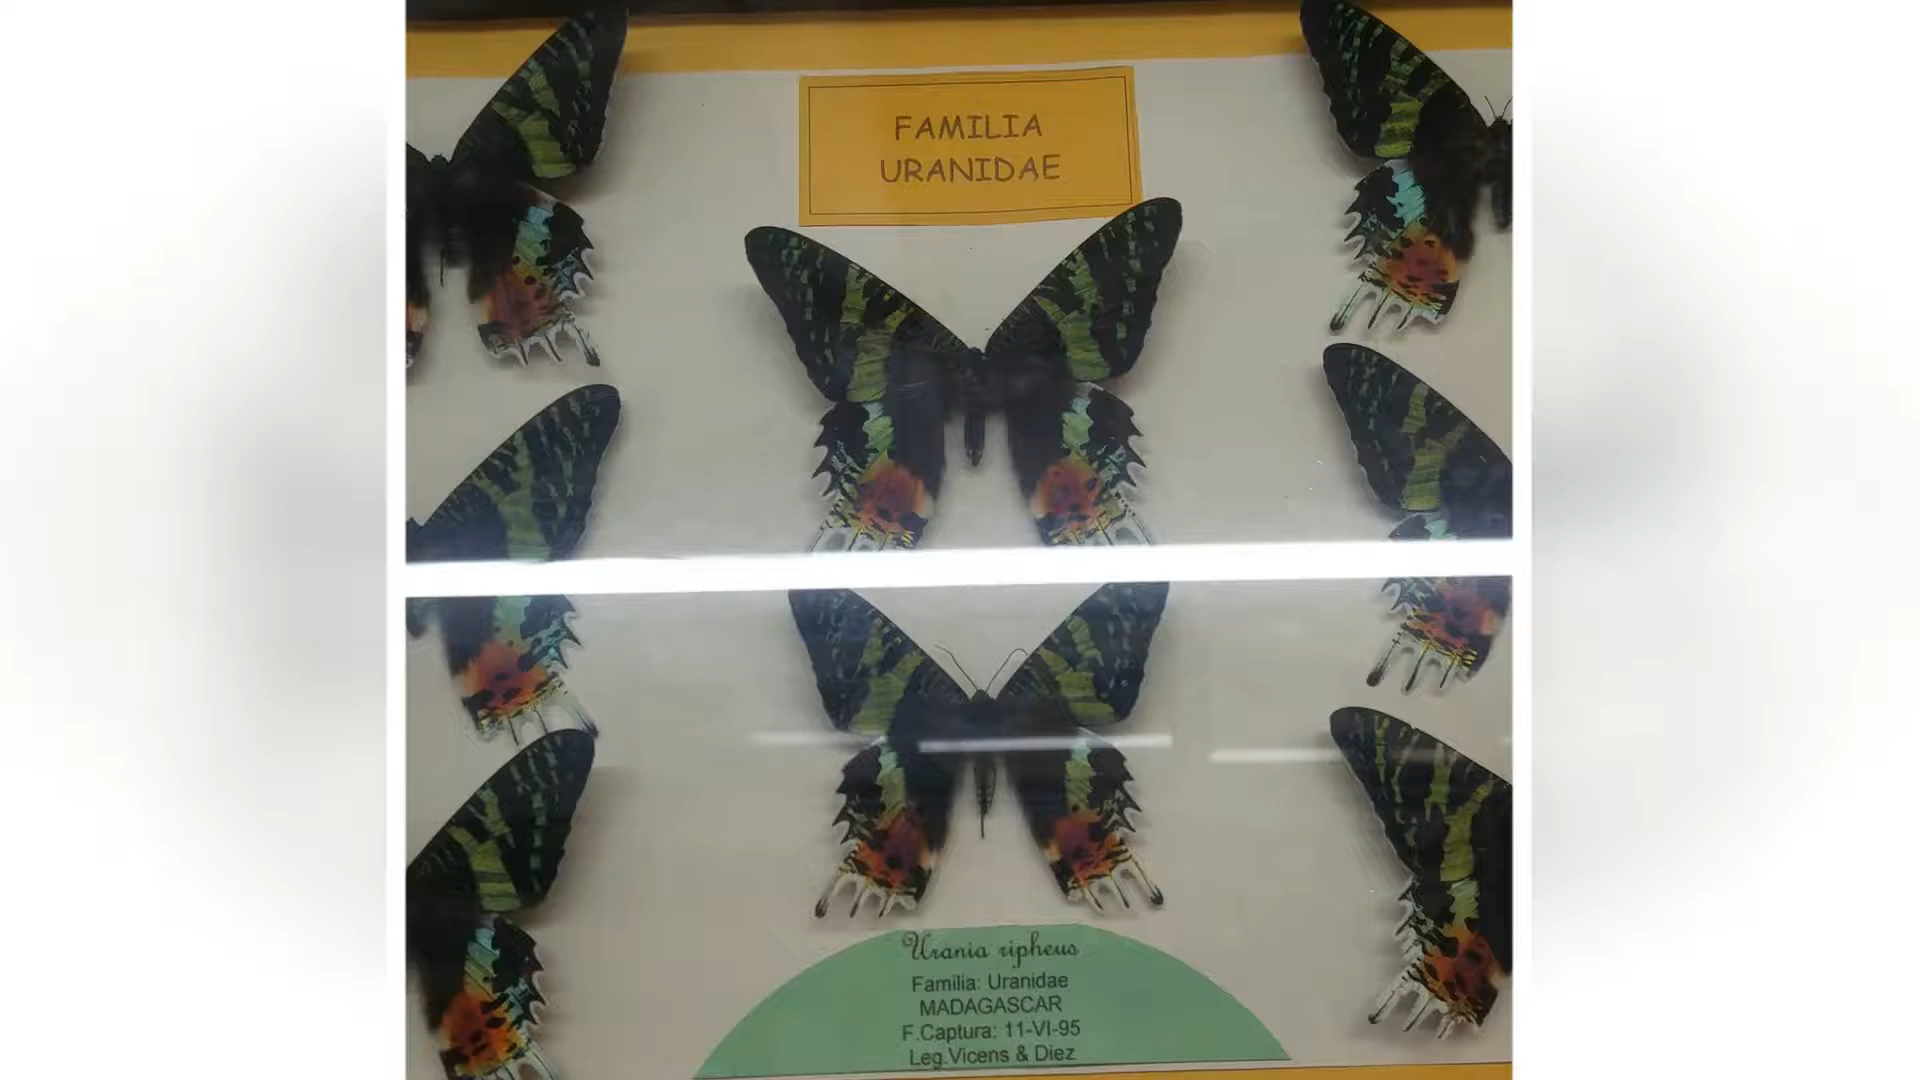 FAMILIA
URANIDAE
Urania ripheus
Familia: Uranidae
MADAGASCAR
F.Captura: 11-VI-95
Leg.Vicens & Diez